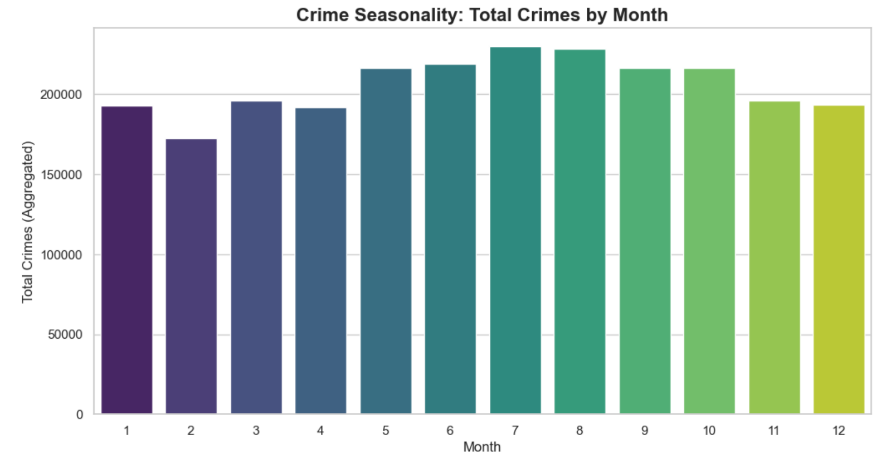 Crime Seasonality: Total Crimes by Month
Total Crimes (Aggregated)
200000
150000
100000
50000
0
1 2 3 4 5 6 7 8 9 10 11 12
Month